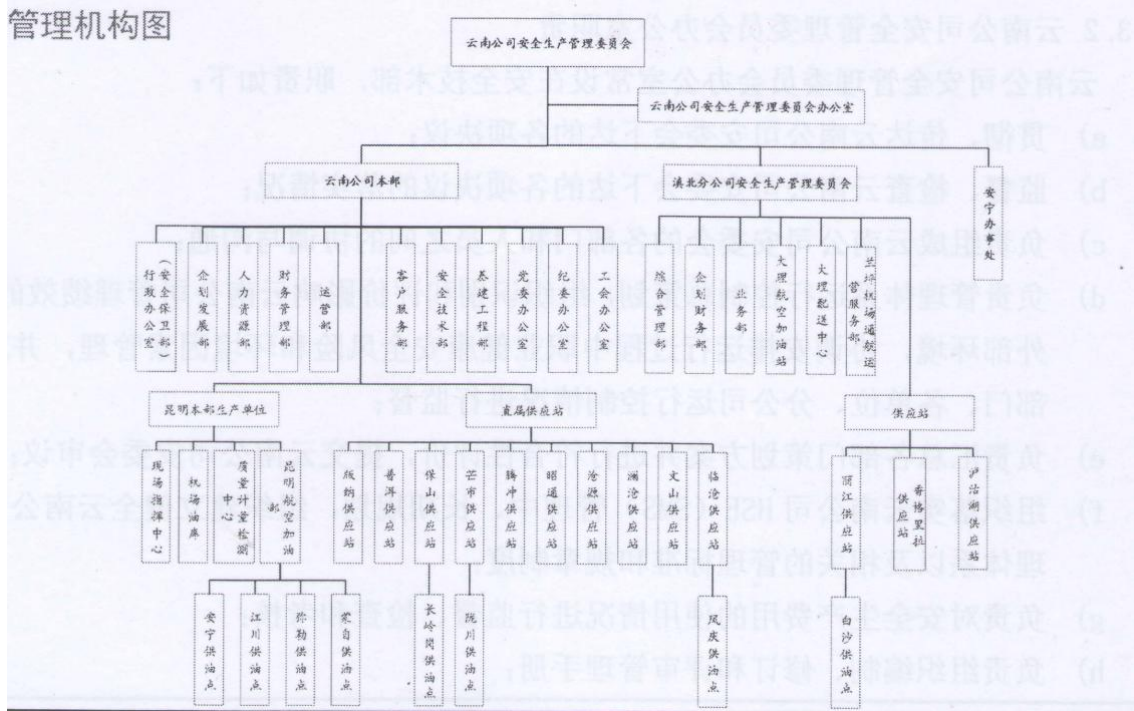 管理机构图
云南公司安全生产管理委员会
云南公司安全生产管理委员会办公室
云南公司本部
滇北分公司安全生产管理委员会
安宁办事处
行政办公室
(安全保卫部)
企划发展部
人力资源部
财务管理部
运营部
客户服务部
安全技术部
基建工程部
党委办公室
纪委办公室
工会办公室
综合管理部
企划财务部
业务部
大理航空加油站
大理配送中心
兰坪机场通航运
营服务部
昆明本部生产单位
直属供应站
供应站
现场指挥中心
机场油库
质量计量检测
中心
昆明航空加油
部
版纳供应站
普洱供应站
保山供应站
芒市供应站
腾冲供应站
昭通供应站
沧源供应站
澜沧供应站
文山供应站
临沧供应站
丽江供应站
香格里拉
供应站
泸沽湖供应站
安宁供油点
江川供油点
弥勒供油点
蒙自供油点
长岭岗供油点
陇川供油点
凤庆供油点
白沙供油点